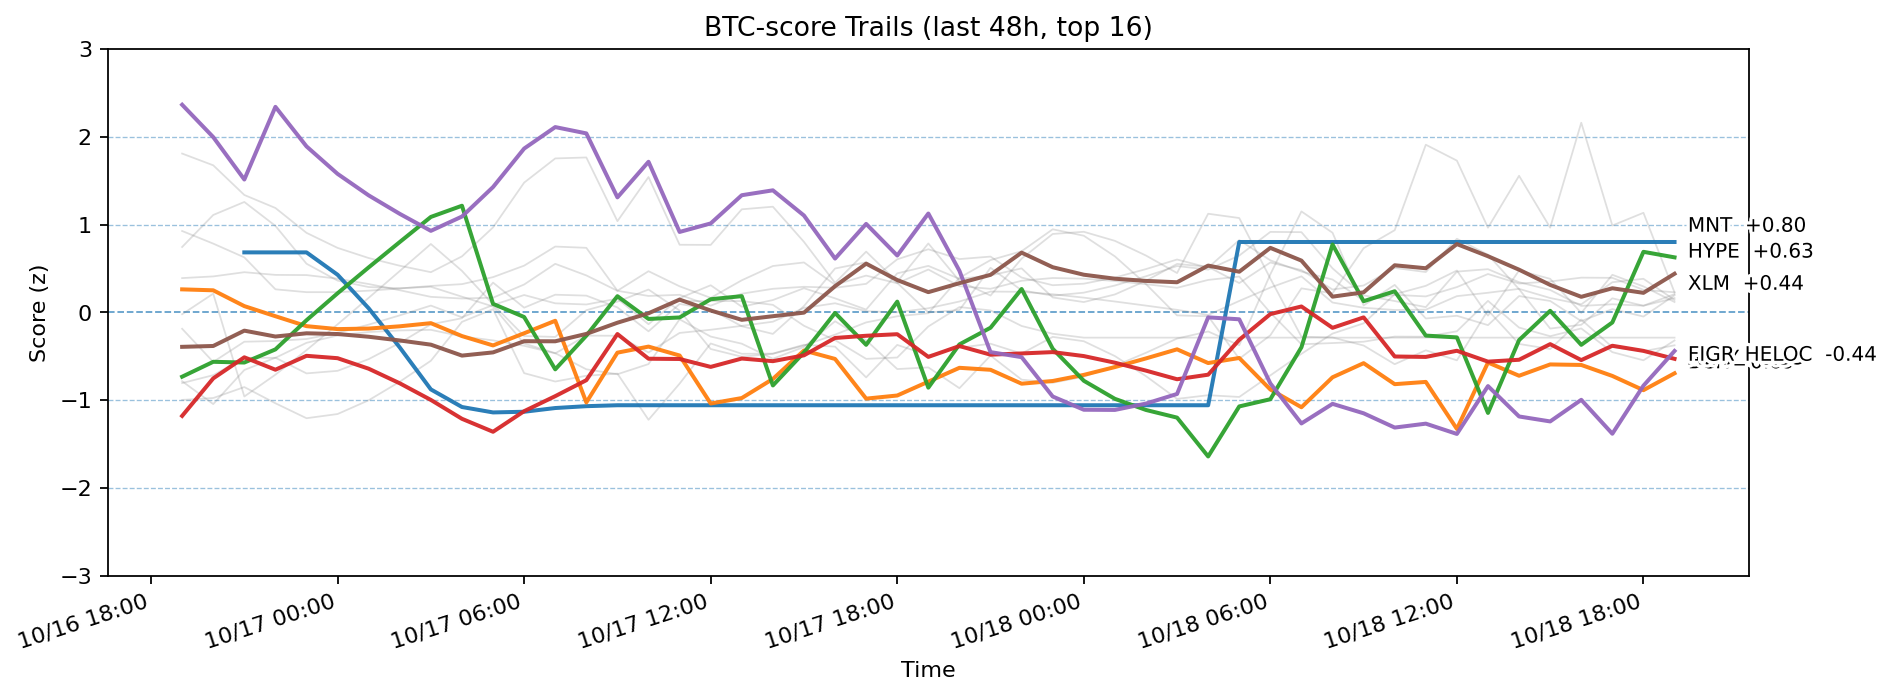 BTC-score Trails (last 48h, top 16)
Score (z)
3
2
1
0
−1
−2
−3
MNT +0.80
HYPE +0.63
XLM +0.44
FIGR_HELOC -0.44
10/16 18:00
10/17 00:00
10/17 06:00
10/17 12:00
10/17 18:00
10/18 00:00
10/18 06:00
10/18 12:00
10/18 18:00
Time